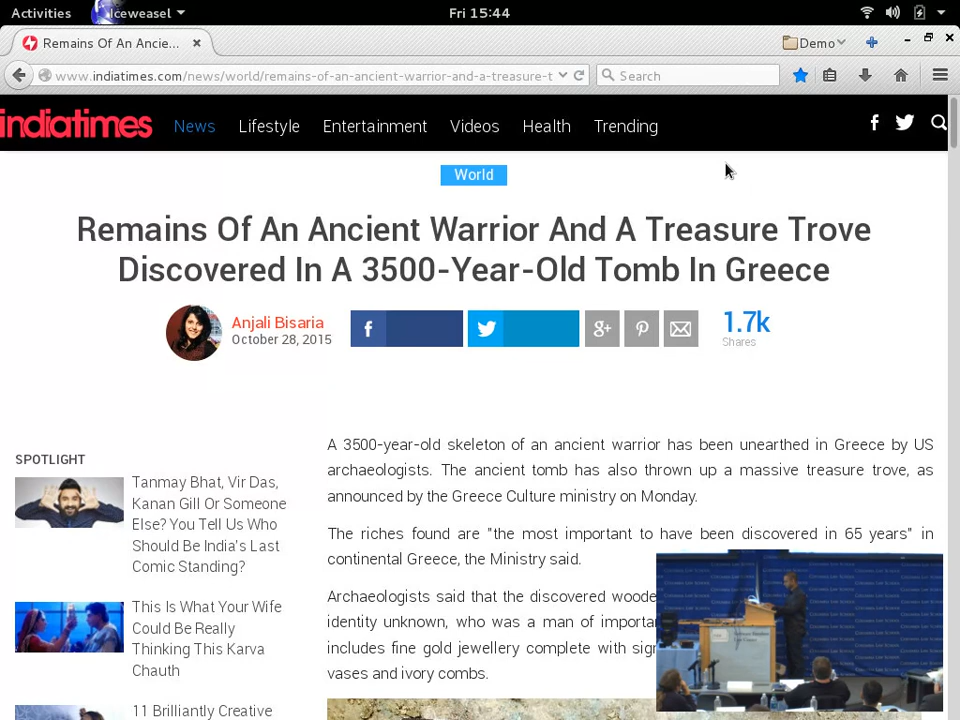 Activities Iceweasel Fri 15:44
Remains Of An Ancie... Demo
www.indiatimes.com/news/world/remains-of-an-ancient-warrior-and-a-treasure-t Search
indiatimes News Lifestyle Entertainment Videos Health Trending
World
Remains Of An Ancient Warrior And A Treasure Trove
Discovered In A 3500-Year-Old Tomb In Greece
Anjali Bisaria
October 28, 2015
1.7k
Shares
SPOTLIGHT
Tanmay Bhat, Vir Das,
Kanan Gill Or Someone
Else? You Tell Us Who
Should Be India's Last
Comic Standing?
This Is What Your Wife
Could Be Really
Thinking This Karva
Chauth
11 Brilliantly Creative
A 3500-year-old skeleton of an ancient warrior has been unearthed in Greece by US
archaeologists. The ancient tomb has also thrown up a massive treasure trove, as
announced by the Greece Culture ministry on Monday.
The riches found are "the most important to have been discovered in 65 years" in
continental Greece, the Ministry said.
Archaeologists said that the discovered woode
identity unknown, who was a man of importan
includes fine gold jewellery complete with sign
vases and ivory combs.